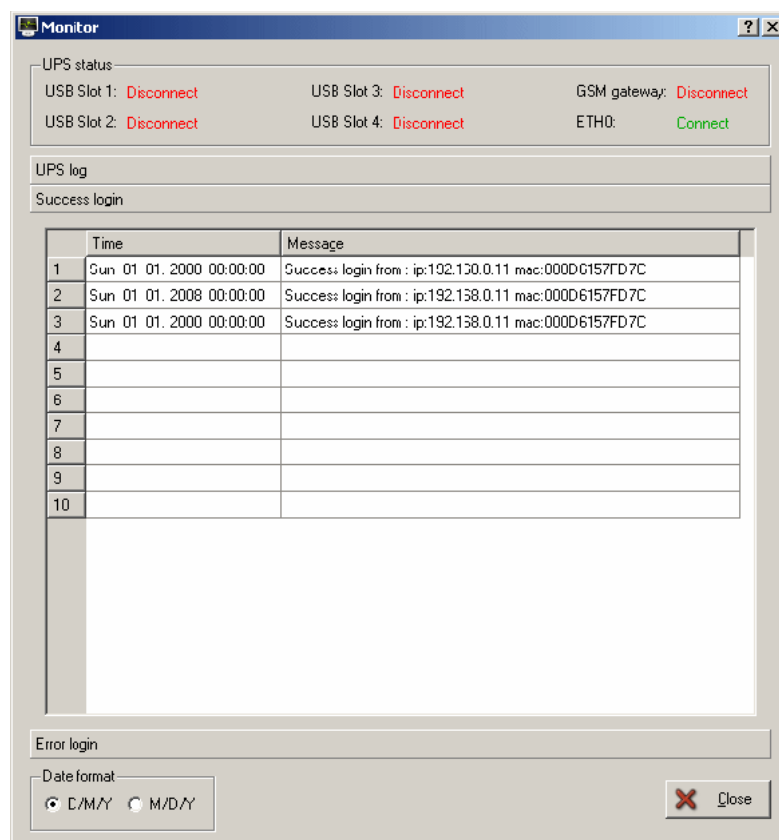 Monitor
UPS status
USB Slot 1: Disconnect USB Slot 3: Disconnect GSM gateway: Disconnect
USB Slot 2: Disconnect USB Slot 4: Disconnect ETH0: Connect
UPS log
Success login
Time Message
1 Sun 01 01. 2000 00:00:00 Success login from : ip:192.160.0.11 mac:000D6157FD7C
2 Sun 01 01. 2008 00:00:00 Success login from : ip:192.168.0.11 mac:000D6157FD7C
3 Sun 01 01. 2000 00:00:00 Success login from : ip:192.168.0.11 mac:000D6157FD7C
4
5
6
7
8
9
10
Error login
Date format
D/M/Y M/D/Y
Close